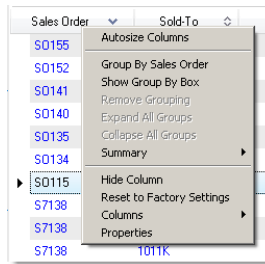 Sales Order Sold-To
SO155
Autosize Columns
SO152
Group By Sales Order
Show Group By Box
SO141
Remove Grouping
SO140
Expand All Groups
SO135
Collapse All Groups
SO134
Summary
SO115
Hide Column
S7138
Reset to Factory Settings
S7138
Columns
Properties
S7138 1011K